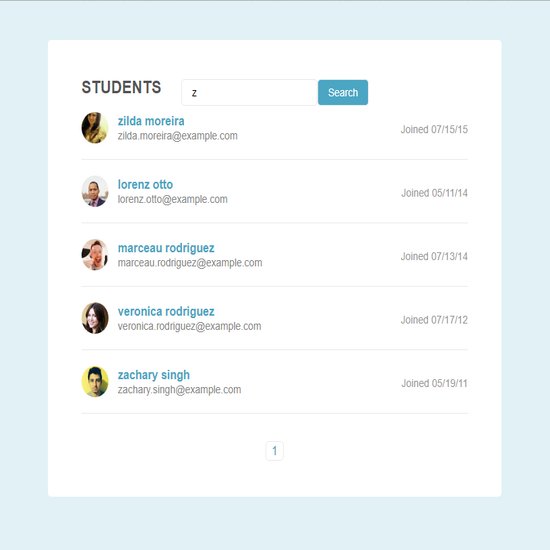 STUDENTS
z
Search
zilda moreira
zilda.moreira@example.com
Joined 07/15/15
lorenz otto
lorenz.otto@example.com
Joined 05/11/14
marceau rodriguez
marceau.rodriguez@example.com
Joined 07/13/14
veronica rodriguez
veronica.rodriguez@example.com
Joined 07/17/12
zachary singh
zachary.singh@example.com
Joined 05/19/11
1